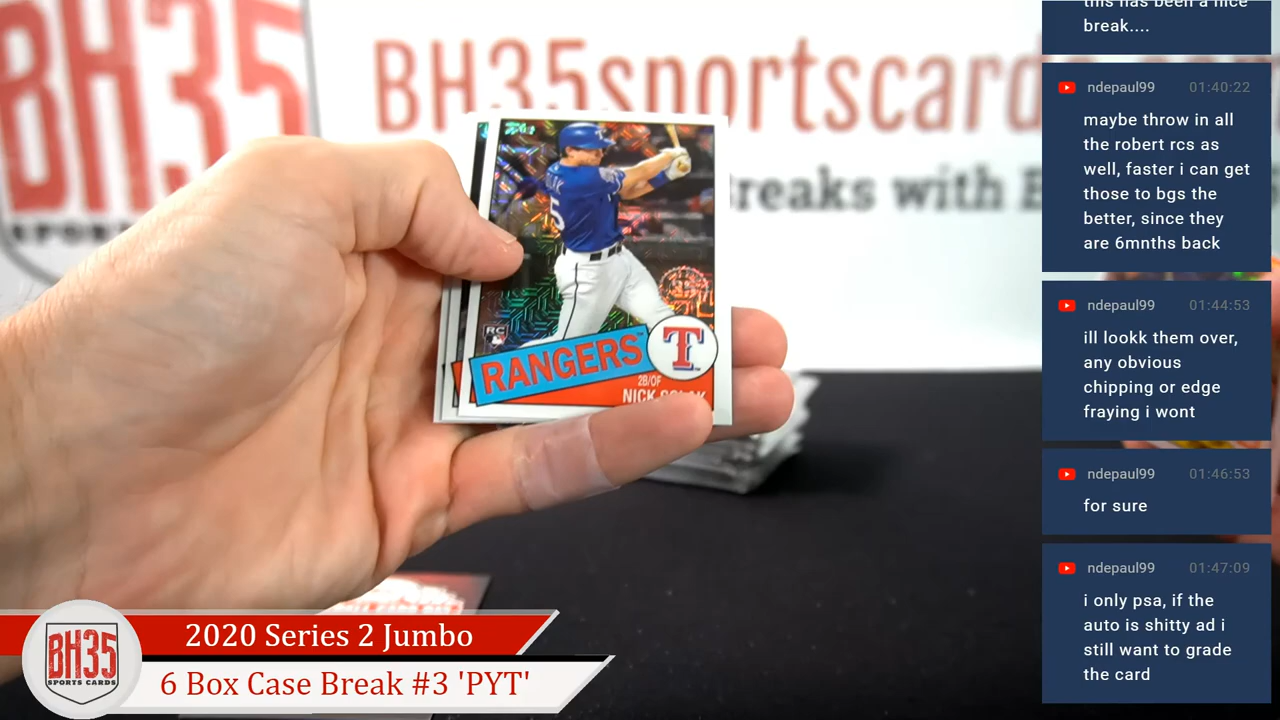 BH35
SPORTS
BH35sportscard
reaks with
Topps
RC
RANGERS
T
2B/OF
NICK
this has been a nice
break....
ndepaul99 01:40:22
maybe throw in all
the robert rcs as
well, faster i can get
those to bgs the
better, since they
are 6mnths back
ndepaul99 01:44:53
ill lookk them over,
any obvious
chipping or edge
fraying i wont
ndepaul99 01:46:53
for sure
ndepaul99 01:47:09
i only psa, if the
auto is shitty ad i
still want to grade
the card
BH35
SPORTS CARDS
2020 Series 2 Jumbo
6 Box Case Break #3 'PYT'